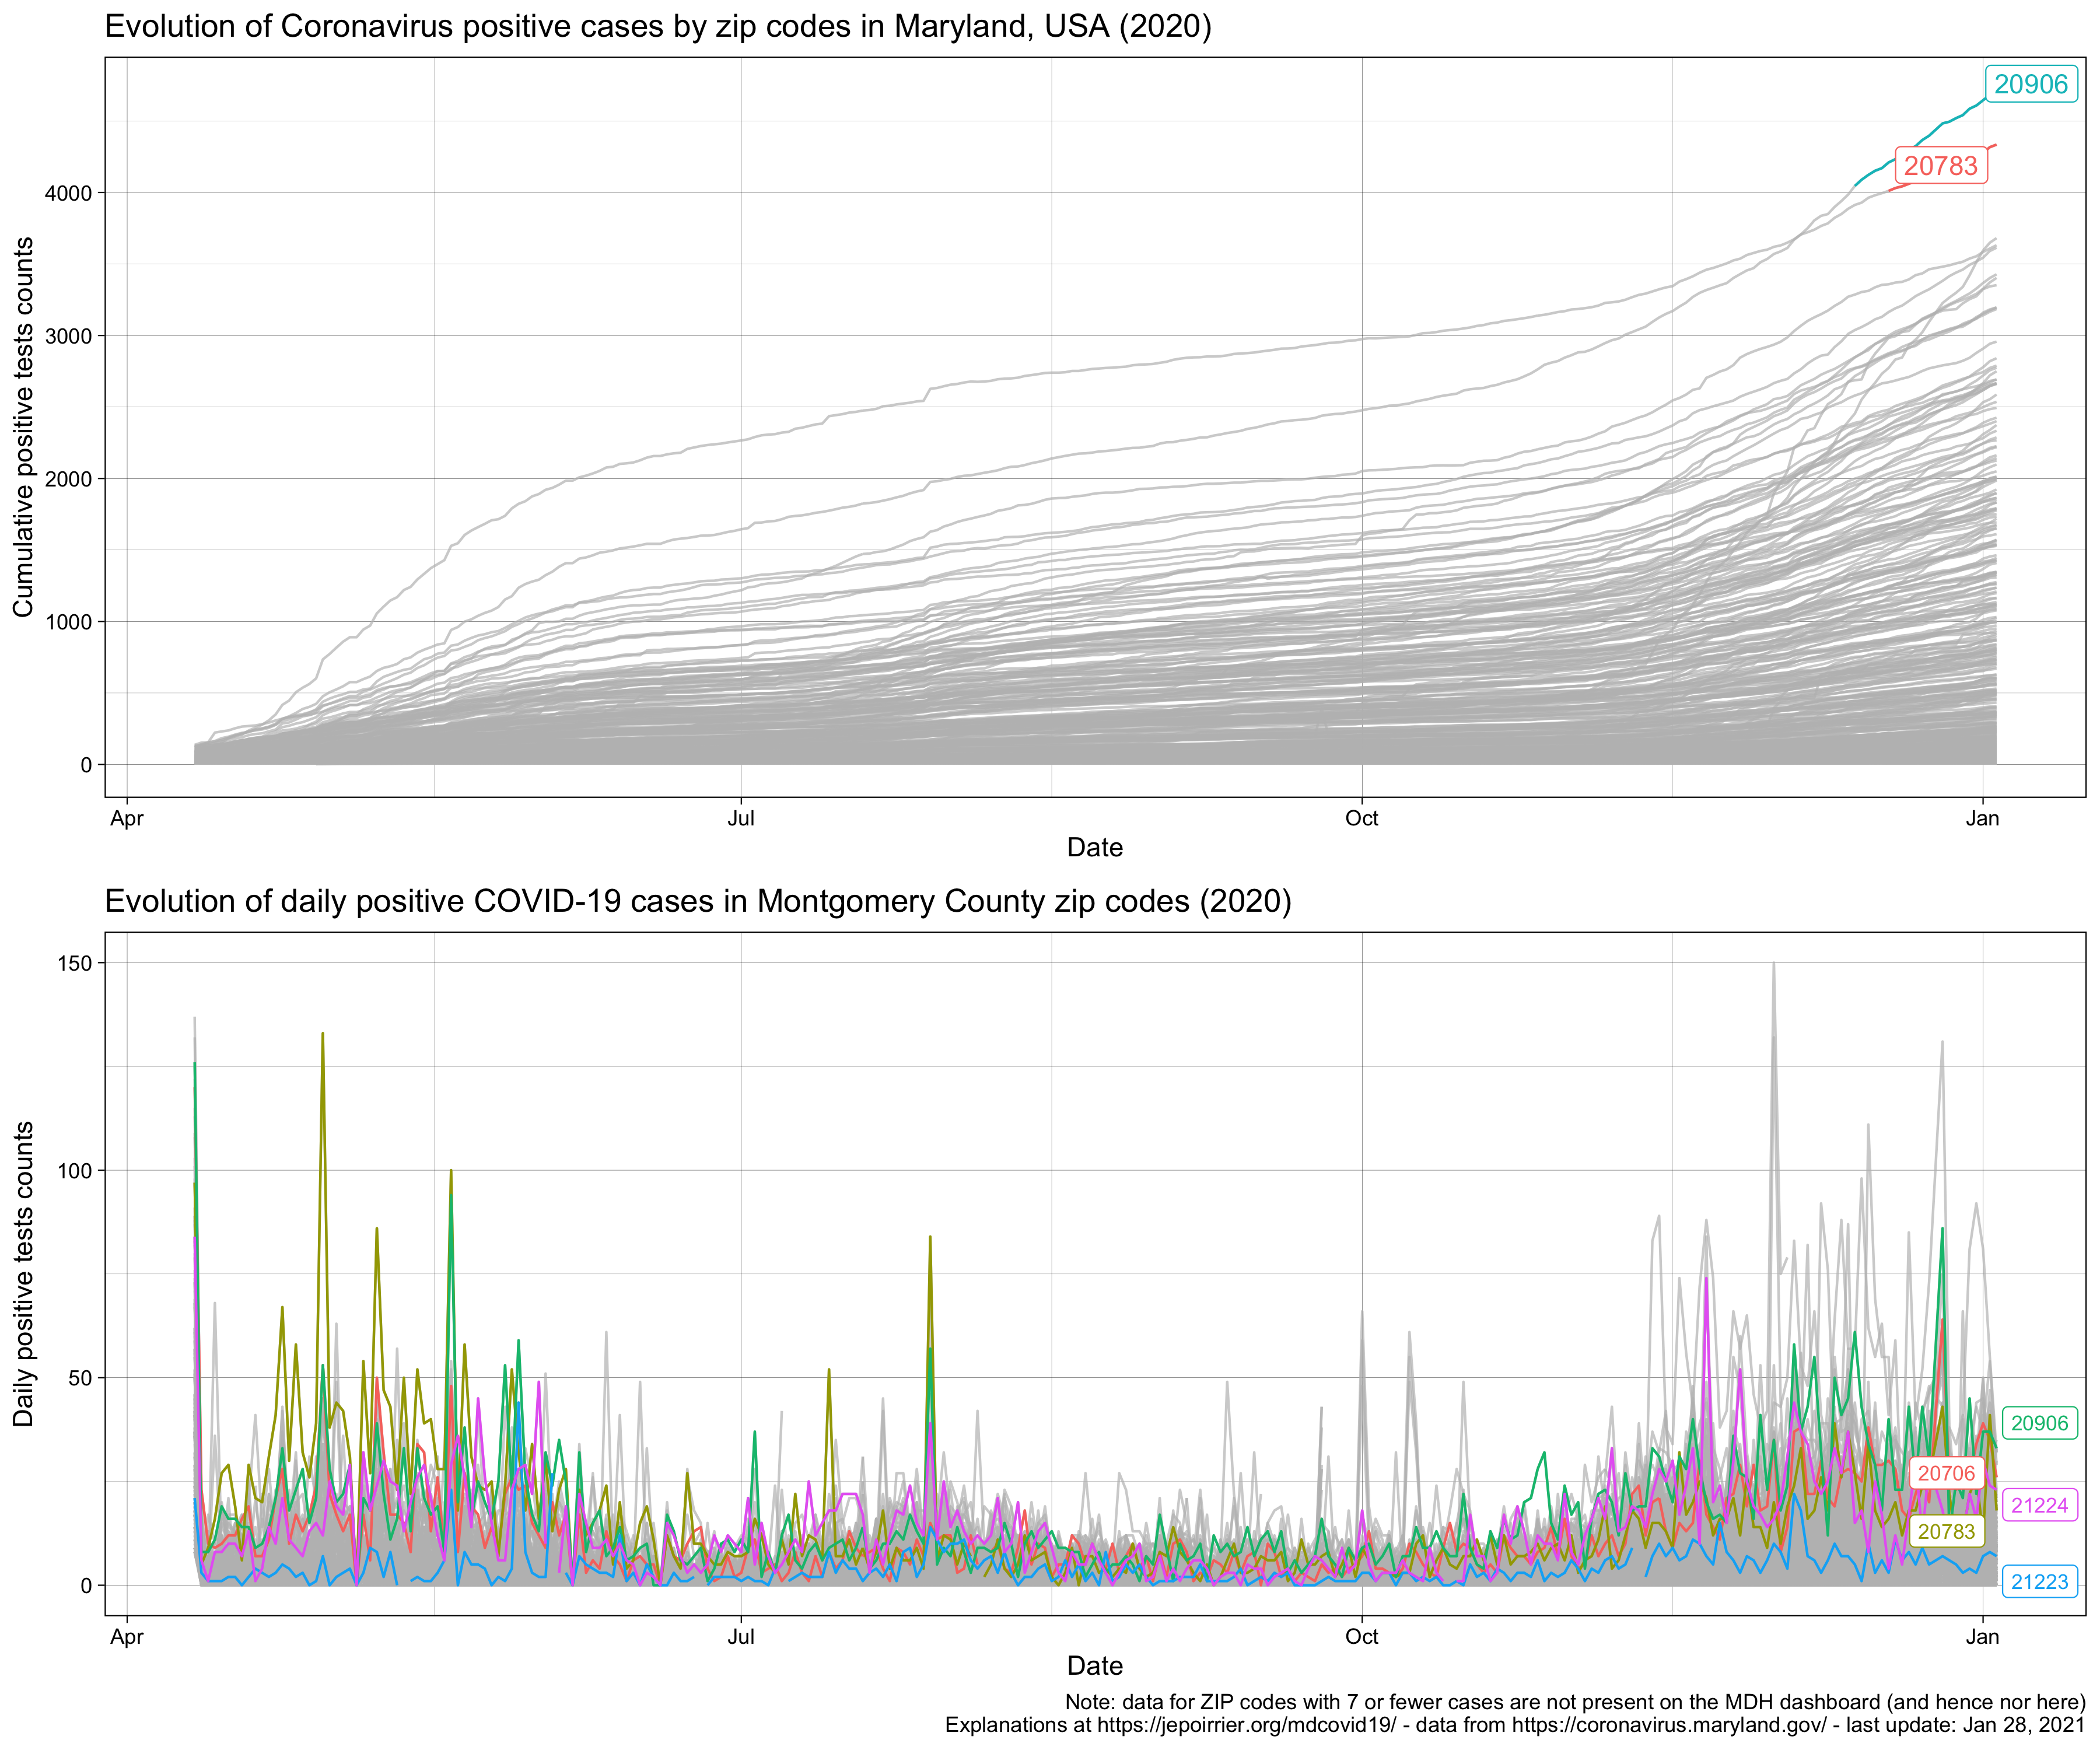 Evolution of Coronavirus positive cases by zip codes in Maryland, USA (2020)
Cumulative positive tests counts
4000
3000
2000
1000
0
20906
20783
Apr
Jul
Oct
Jan
Date
Evolution of daily positive COVID-19 cases in Montgomery County zip codes (2020)
Daily positive tests counts
150
100
50
0
20906
20706
21224
20783
21223
Apr
Jul
Oct
Jan
Date
Note: data for ZIP codes with 7 or fewer cases are not present on the MDH dashboard (and hence nor here)
Explanations at https://jepoirrier.org/mdcovid19/ - data from https://coronavirus.maryland.gov/ - last update: Jan 28, 2021